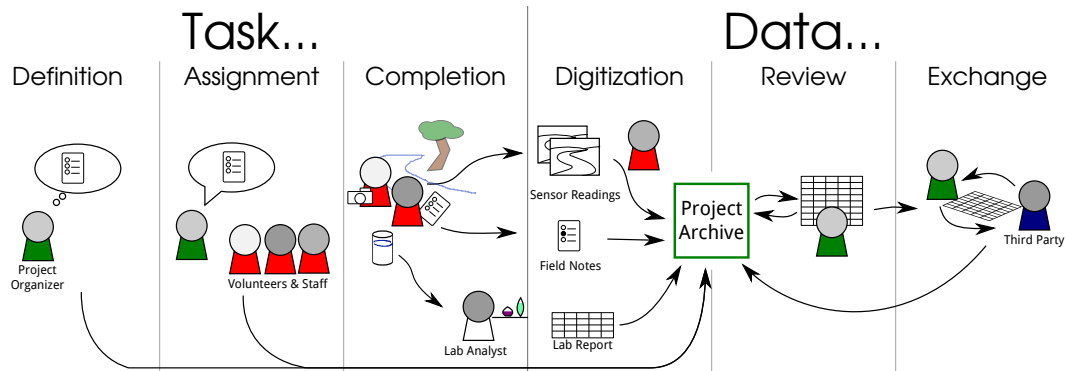 Task...
Data...
Definition
Assignment
Completion
Digitization
Review
Exchange
Project
Organizer
Volunteers & Staff
Lab Analyst
Sensor Readings
Field Notes
Lab Report
Project
Archive
Third Party